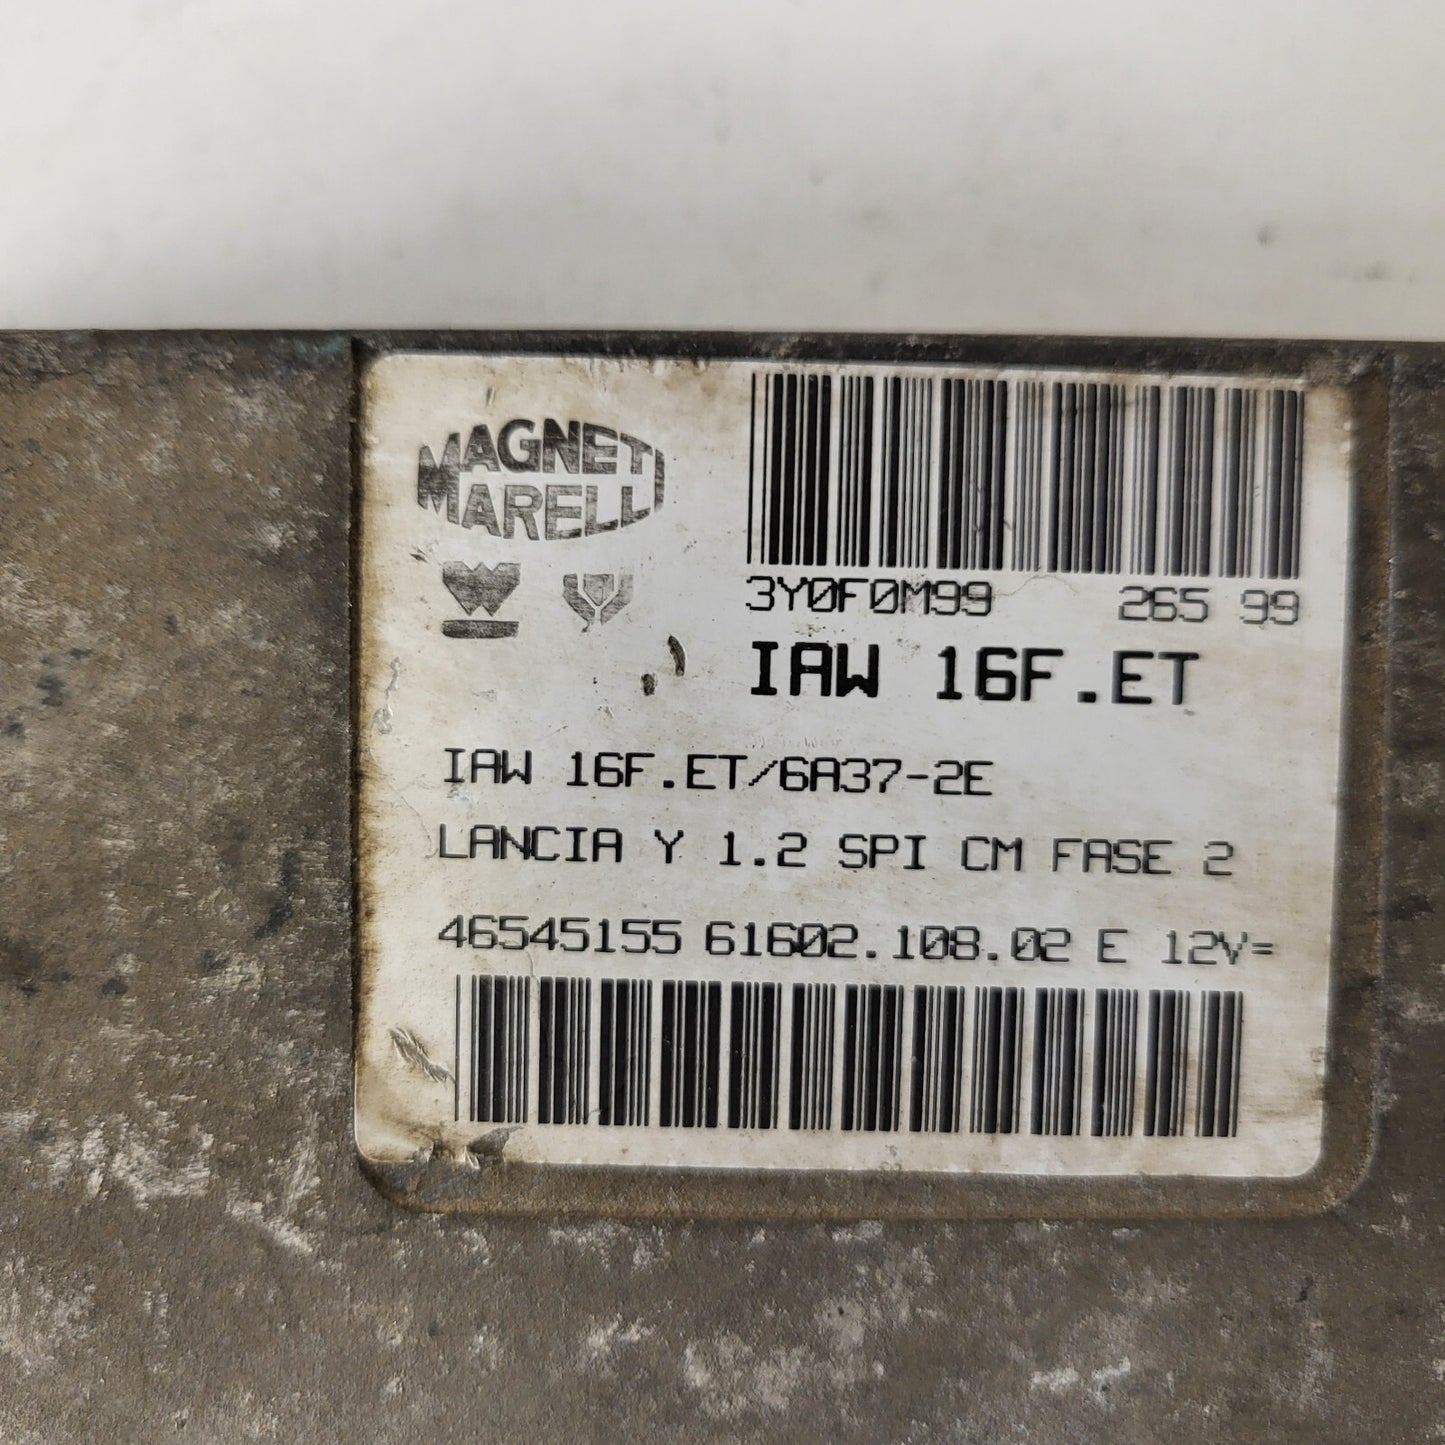 MAGNETI
MARELLI
3Y0F0M99 265 99
IAW 16F.ET
IAW 16F.ET/6A37-2E
LANCIA Y 1.2 SPI CM FASE 2
46545155 61602.108.02 E 12V=